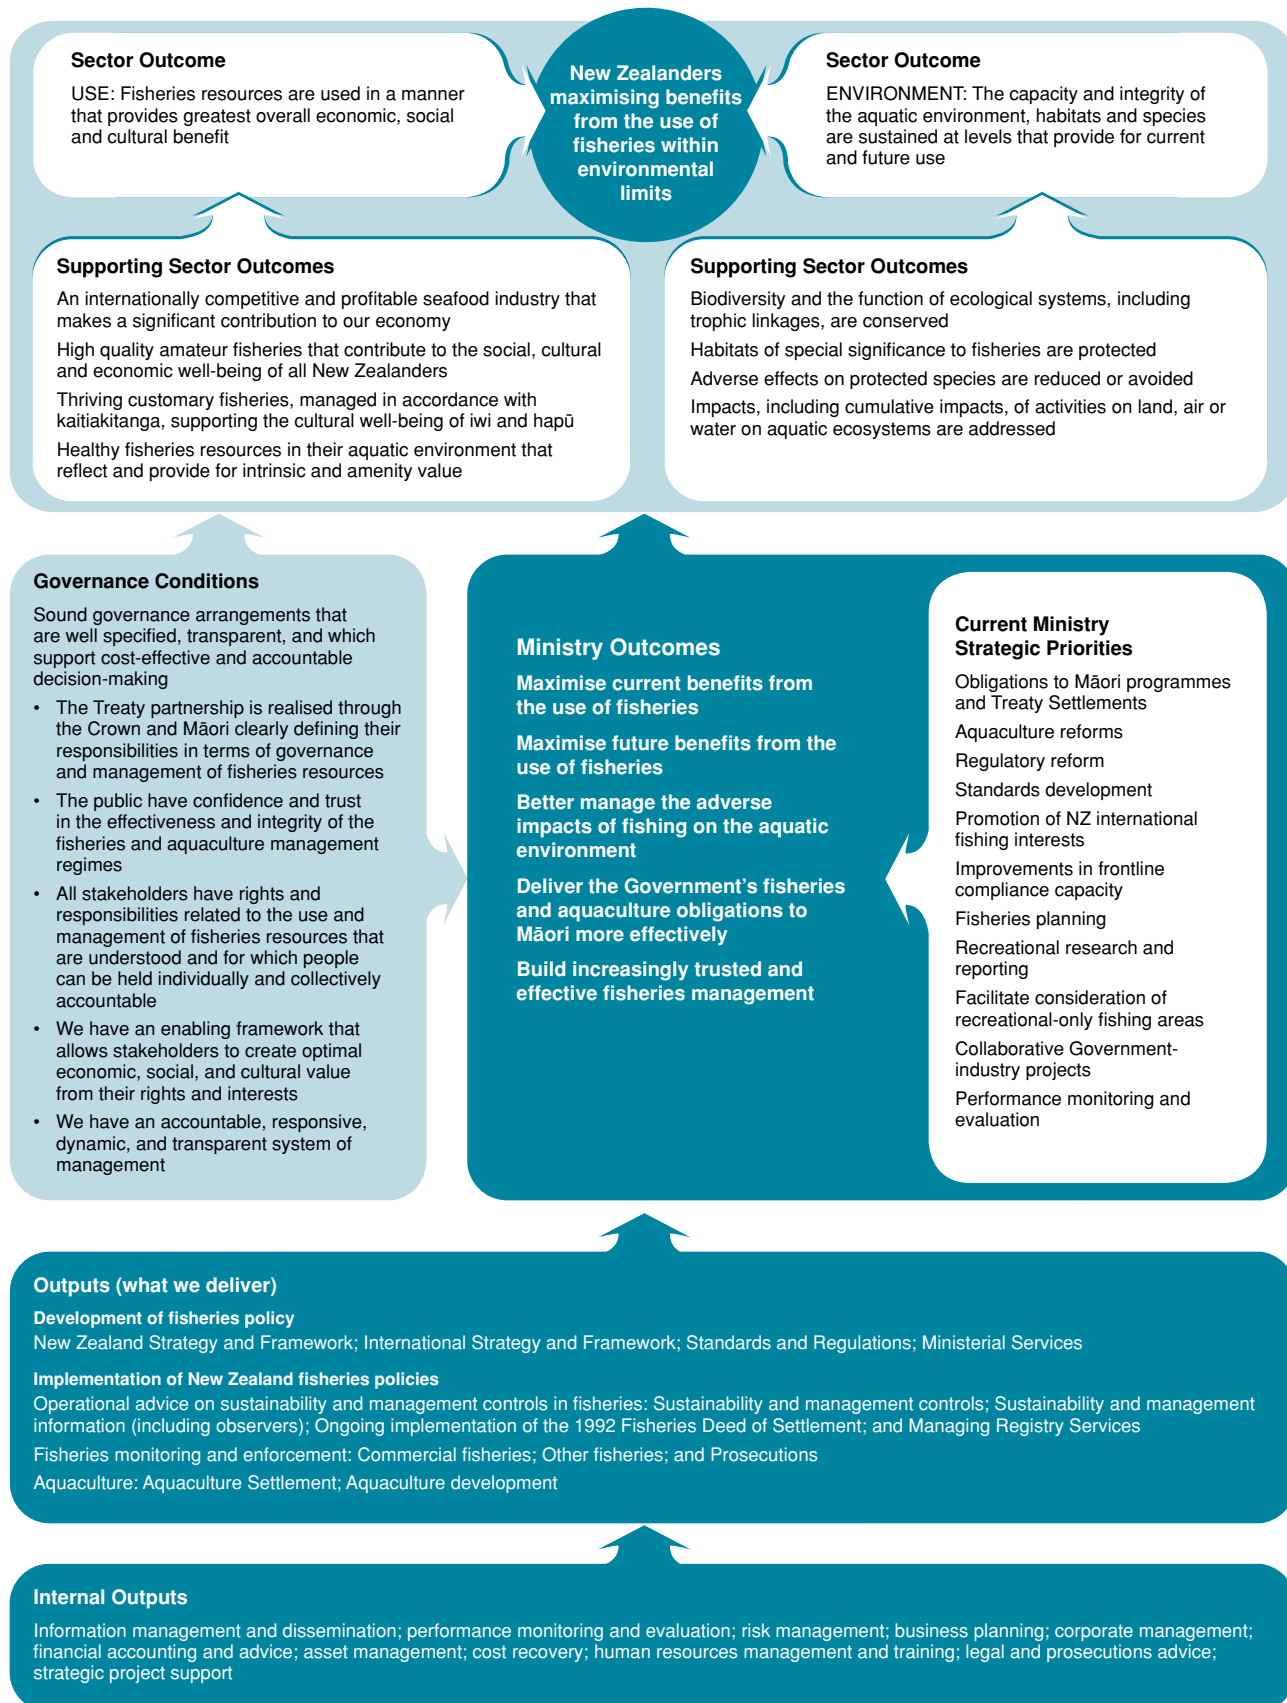 Sector Outcome
USE: Fisheries resources are used in a manner
that provides greatest overall economic, social
and cultural benefit
New Zealanders
maximising benefits
from the use of
fisheries within
environmental
limits
Sector Outcome
ENVIRONMENT: The capacity and integrity of
the aquatic environment, habitats and species
are sustained at levels that provide for current
and future use
Supporting Sector Outcomes
An internationally competitive and profitable seafood industry that
makes a significant contribution to our economy
High quality amateur fisheries that contribute to the social, cultural
and economic well-being of all New Zealanders
Thriving customary fisheries, managed in accordance with
kaitiakitanga, supporting the cultural well-being of iwi and hapū
Healthy fisheries resources in their aquatic environment that
reflect and provide for intrinsic and amenity value
Supporting Sector Outcomes
Biodiversity and the function of ecological systems, including
trophic linkages, are conserved
Habitats of special significance to fisheries are protected
Adverse effects on protected species are reduced or avoided
Impacts, including cumulative impacts, of activities on land, air or
water on aquatic ecosystems are addressed
Governance Conditions
Sound governance arrangements that
are well specified, transparent, and which
support cost-effective and accountable
decision-making
• The Treaty partnership is realised through
the Crown and Māori clearly defining their
responsibilities in terms of governance
and management of fisheries resources
• The public have confidence and trust
in the effectiveness and integrity of the
fisheries and aquaculture management
regimes
• All stakeholders have rights and
responsibilities related to the use and
management of fisheries resources that
are understood and for which people
can be held individually and collectively
accountable
• We have an enabling framework that
allows stakeholders to create optimal
economic, social, and cultural value
from their rights and interests
• We have an accountable, responsive,
dynamic, and transparent system of
management
Ministry Outcomes
Maximise current benefits from
the use of fisheries
Maximise future benefits from the
use of fisheries
Better manage the adverse
impacts of fishing on the aquatic
environment
Deliver the Government’s fisheries
and aquaculture obligations to
Māori more effectively
Build increasingly trusted and
effective fisheries management
Current Ministry
Strategic Priorities
Obligations to Māori programmes
and Treaty Settlements
Aquaculture reforms
Regulatory reform
Standards development
Promotion of NZ international
fishing interests
Improvements in frontline
compliance capacity
Fisheries planning
Recreational research and
reporting
Facilitate consideration of
recreational-only fishing areas
Collaborative Government-
industry projects
Performance monitoring and
evaluation
Outputs (what we deliver)
Development of fisheries policy
New Zealand Strategy and Framework; International Strategy and Framework; Standards and Regulations; Ministerial Services
Implementation of New Zealand fisheries policies
Operational advice on sustainability and management controls in fisheries: Sustainability and management controls; Sustainability and management
information (including observers); Ongoing implementation of the 1992 Fisheries Deed of Settlement; and Managing Registry Services
Fisheries monitoring and enforcement: Commercial fisheries; Other fisheries; and Prosecutions
Aquaculture: Aquaculture Settlement; Aquaculture development
Internal Outputs
Information management and dissemination; performance monitoring and evaluation; risk management; business planning; corporate management;
financial accounting and advice; asset management; cost recovery; human resources management and training; legal and prosecutions advice;
strategic project support